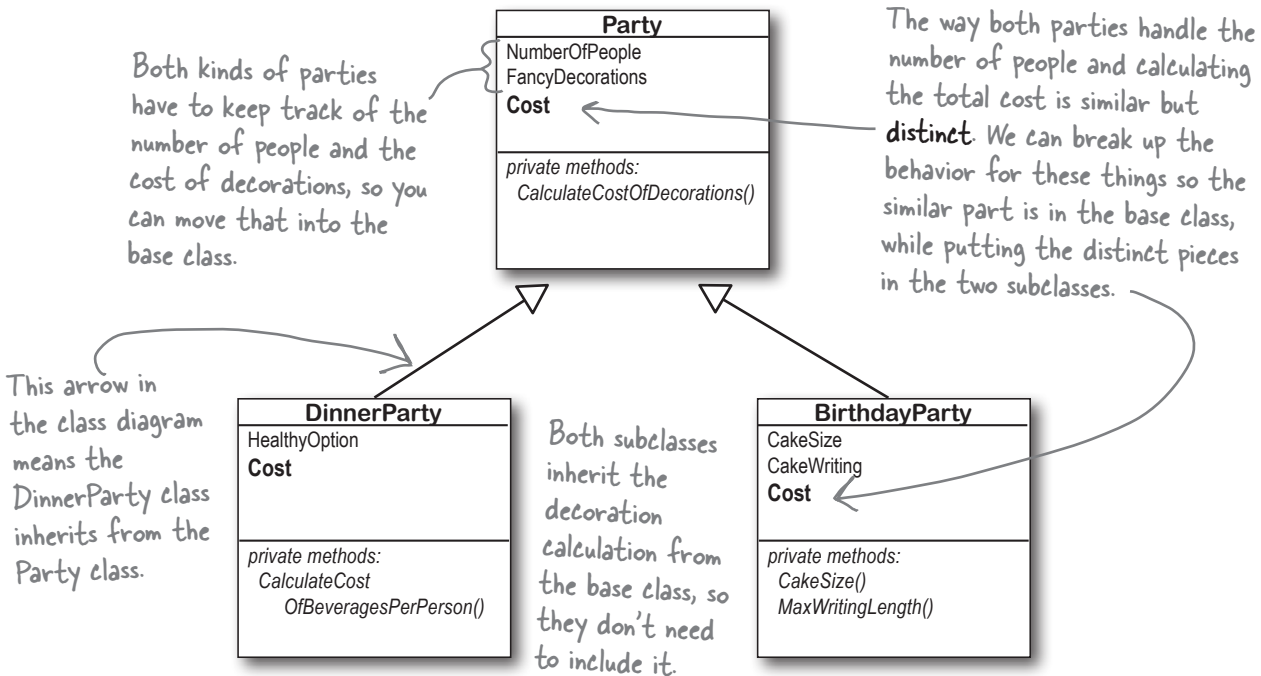 Party
NumberOfPeople
FancyDecorations
Cost
private methods:
CalculateCostOfDecorations()
Both kinds of parties
have to keep track of the
number of people and the
cost of decorations, so you
can move that into the
base class.
The way both parties handle the
number of people and calculating
the total cost is similar but
distinct. We can break up the
behavior for these things so the
similar part is in the base class,
while putting the distinct pieces
in the two subclasses.
This arrow in
the class diagram
means the
DinnerParty class
inherits from the
Party class.
DinnerParty
HealthyOption
Cost
private methods:
CalculateCost
OfBeveragesPerPerson()
Both subclasses
inherit the
decoration
calculation from
the base class, so
they don't need
to include it.
BirthdayParty
CakeSize
CakeWriting
Cost
private methods:
CakeSize()
MaxWritingLength()